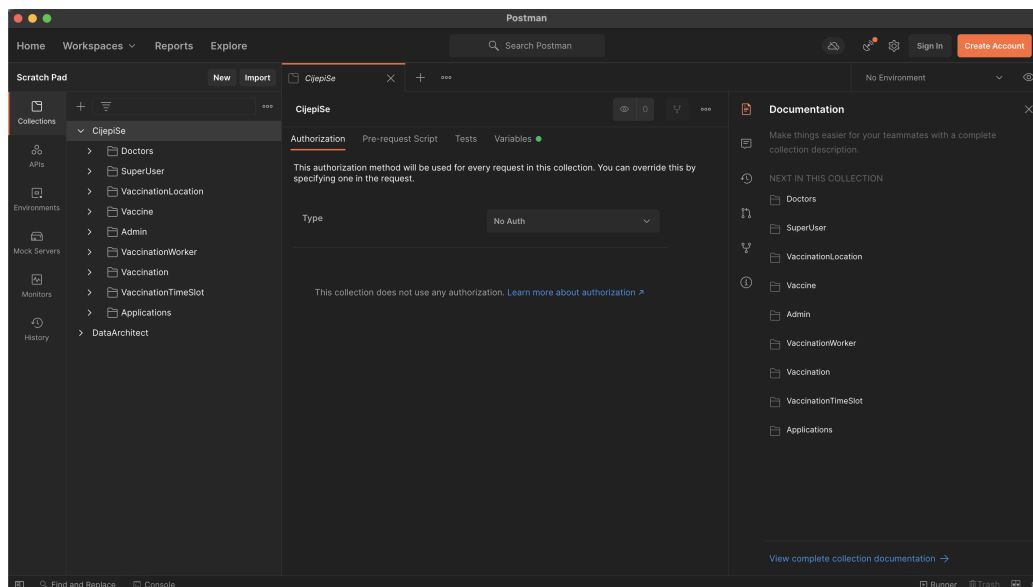 Postman
Home Workspaces Reports Explore
Search Postman
Sign In
Create Account
Scratch Pad
New Import
CijepiSe
No Environment
Collections
APIs
Environments
Mock Servers
Monitors
History
CijepiSe
Doctors
SuperUser
VaccinationLocation
Vaccine
Admin
VaccinationWorker
Vaccination
VaccinationTimeSlot
Applications
DataArchitect
CijepiSe
0
Authorization Pre-request Script Tests Variables
This authorization method will be used for every request in this collection. You can override this by
specifying one in the request.
Type
No Auth
This collection does not use any authorization. Learn more about authorization ↗
Documentation
Make things easier for your teammates with a complete
collection description.
NEXT IN THIS COLLECTION
Doctors
SuperUser
VaccinationLocation
Vaccine
Admin
VaccinationWorker
Vaccination
VaccinationTimeSlot
Applications
View complete collection documentation →
Find and Replace Console
Runner Trash